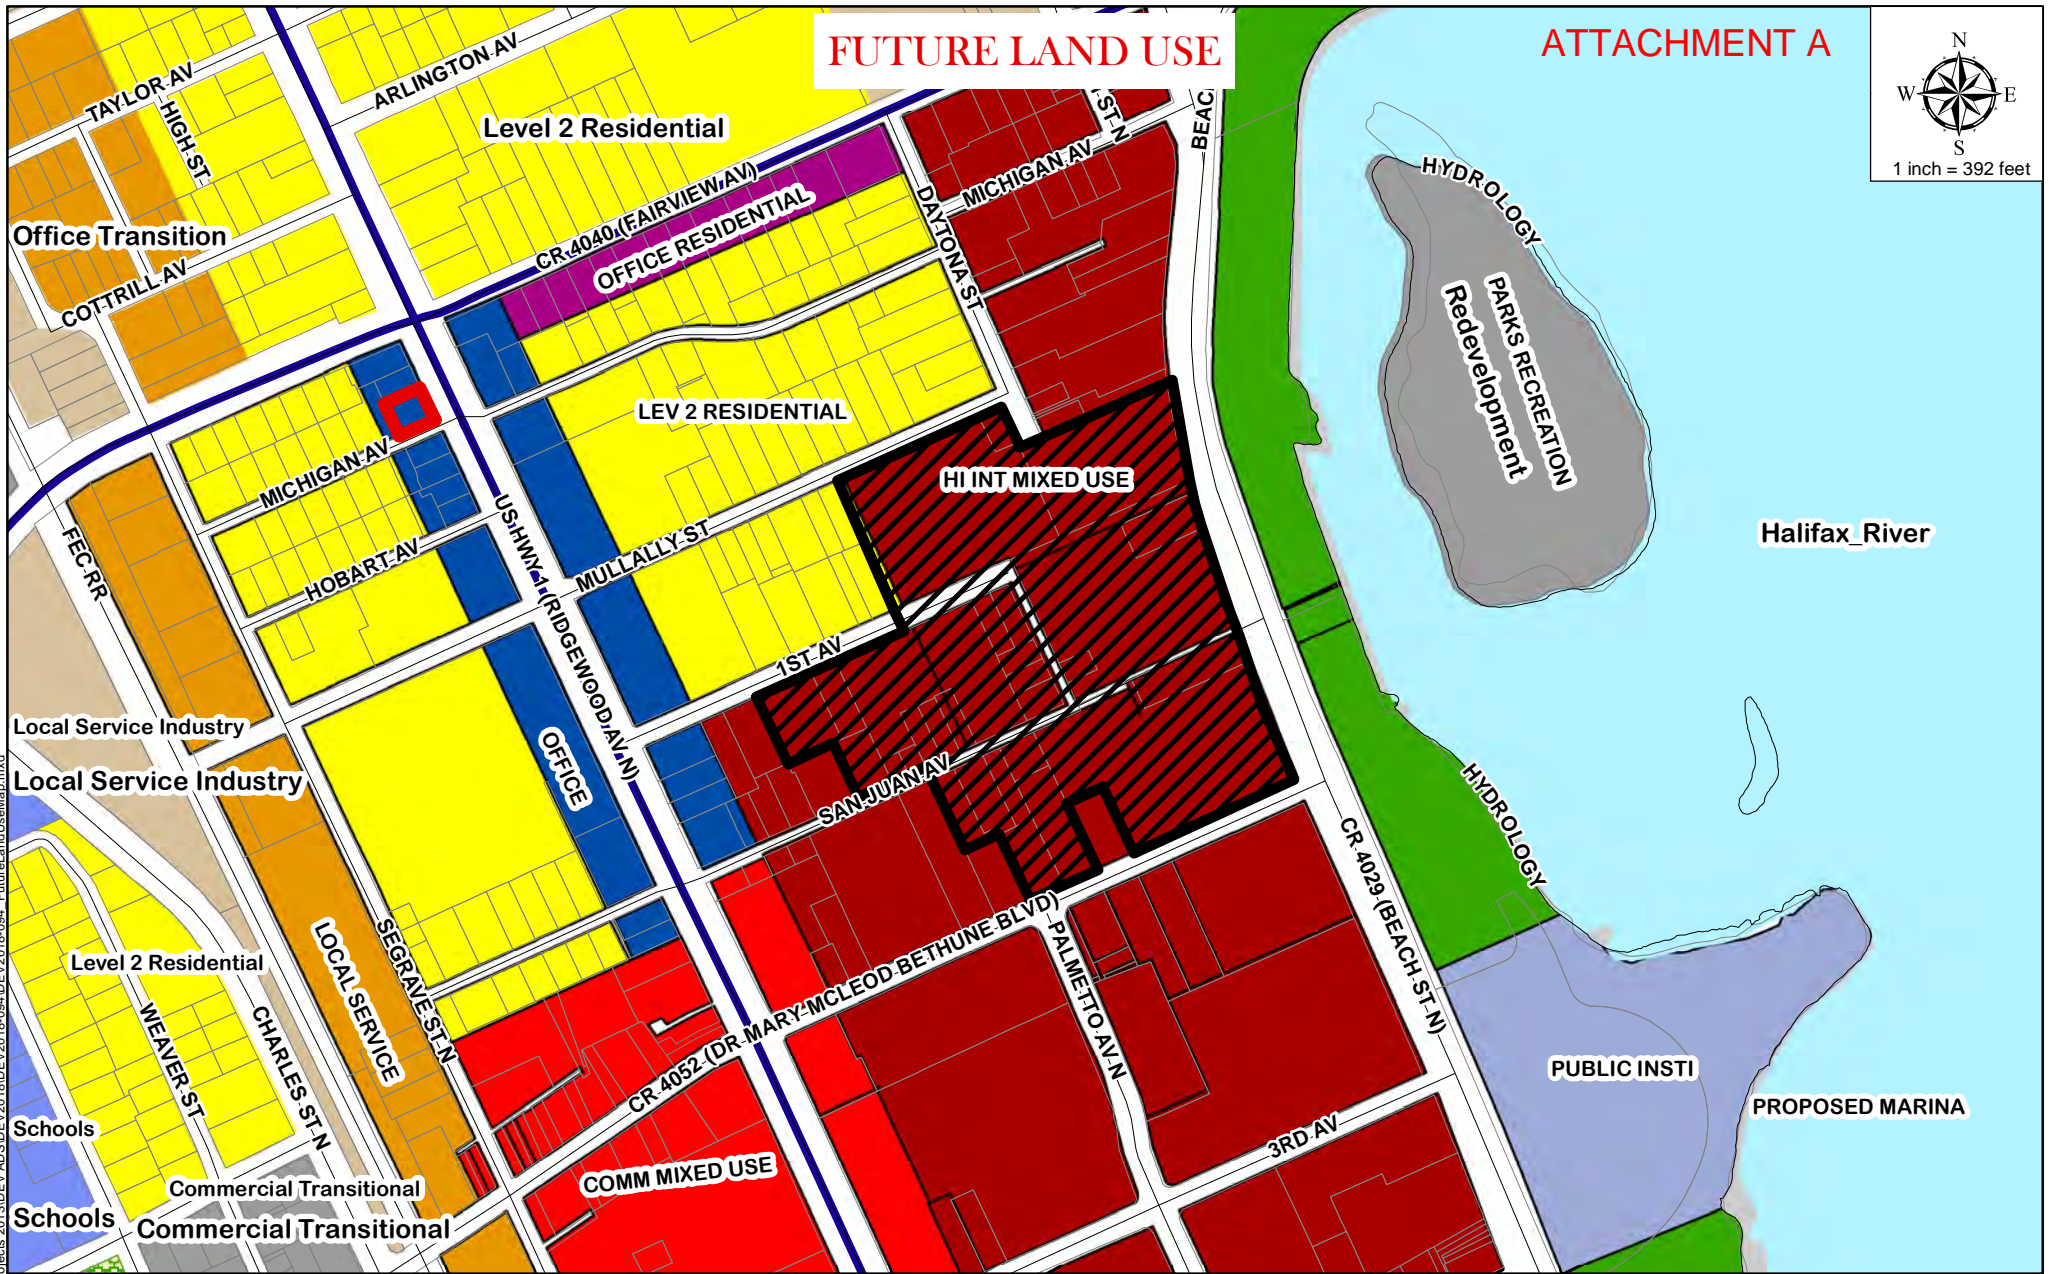 FUTURE LAND USE
ATTACHMENT A
N
W E
S
1 inch = 392 feet
TAYLOR AV
HIGH ST
ARLINGTON AV
Level 2 Residential
ST N
BEAC
MICHIGAN AV
HYDROLOGY
Office Transition
COTTRILL AV
CR 4040 (FAIRVIEW AV)
OFFICE RESIDENTIAL
DAYTONA ST
PARKS RECREATION
Redevelopment
LEV 2 RESIDENTIAL
MICHIGAN AV
HI INT MIXED USE
Halifax_River
FEC RR
HOBART AV
US HWY 1 (RIDGEWOOD AV N)
MULLALLY ST
1ST AV
Local Service Industry
Local Service Industry
OFFICE
SAN JUAN AV
HYDROLOGY
CR 4029 (BEACH ST N)
Level 2 Residential
LOCAL SERVICE
SEGRAVE ST N
WEAVER ST
CHARLES ST N
CR 4052 (DR MARY MCLEOD BETHUNE BLVD)
PALMETTO AV N
PUBLIC INSTI
PROPOSED MARINA
Schools
3RD AV
COMM MIXED USE
Commercial Transitional
Schools
Commercial Transitional